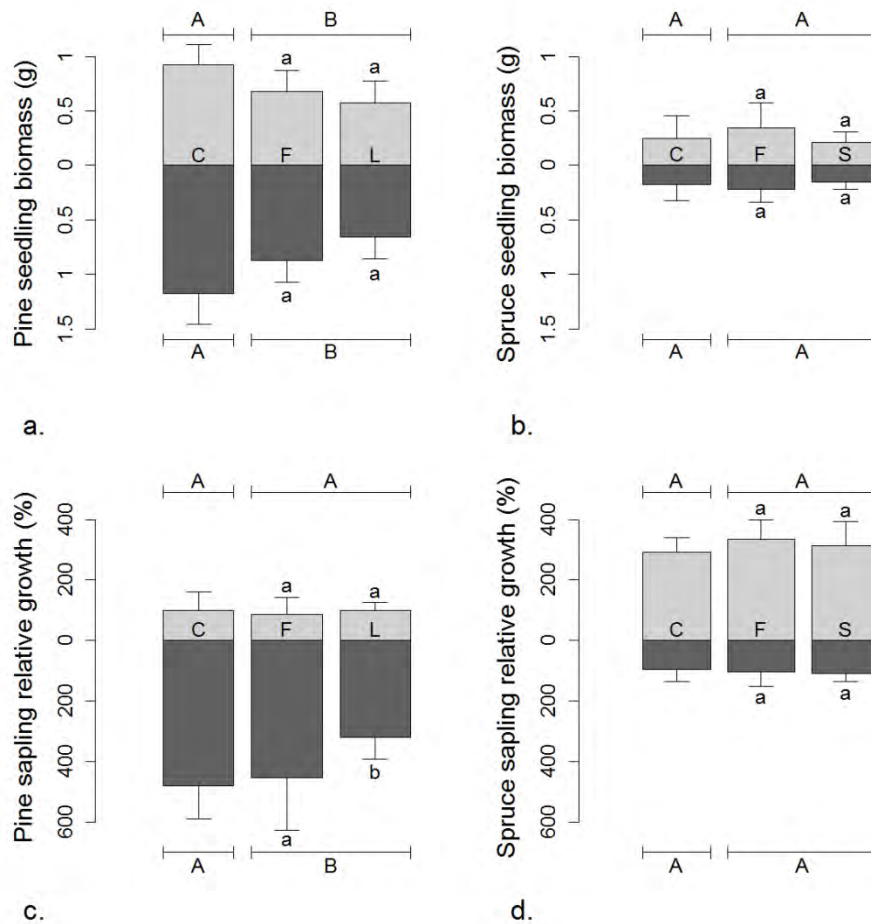 A B
Pine seedling biomass (g)
1
0.5
0
0.5
1
1.5
a a
C F L
a a
A B
a.
A A
Spruce seedling biomass (g)
1
0.5
0
0.5
1
1.5
a a
C F S
a a
A A
b.
A A
Pine sapling relative growth (%)
400
200
0
200
400
600
a a
C F L
a b
A B
c.
A A
Spruce sapling relative growth (%)
400
200
0
200
400
600
a a
C F S
a a
A A
d.